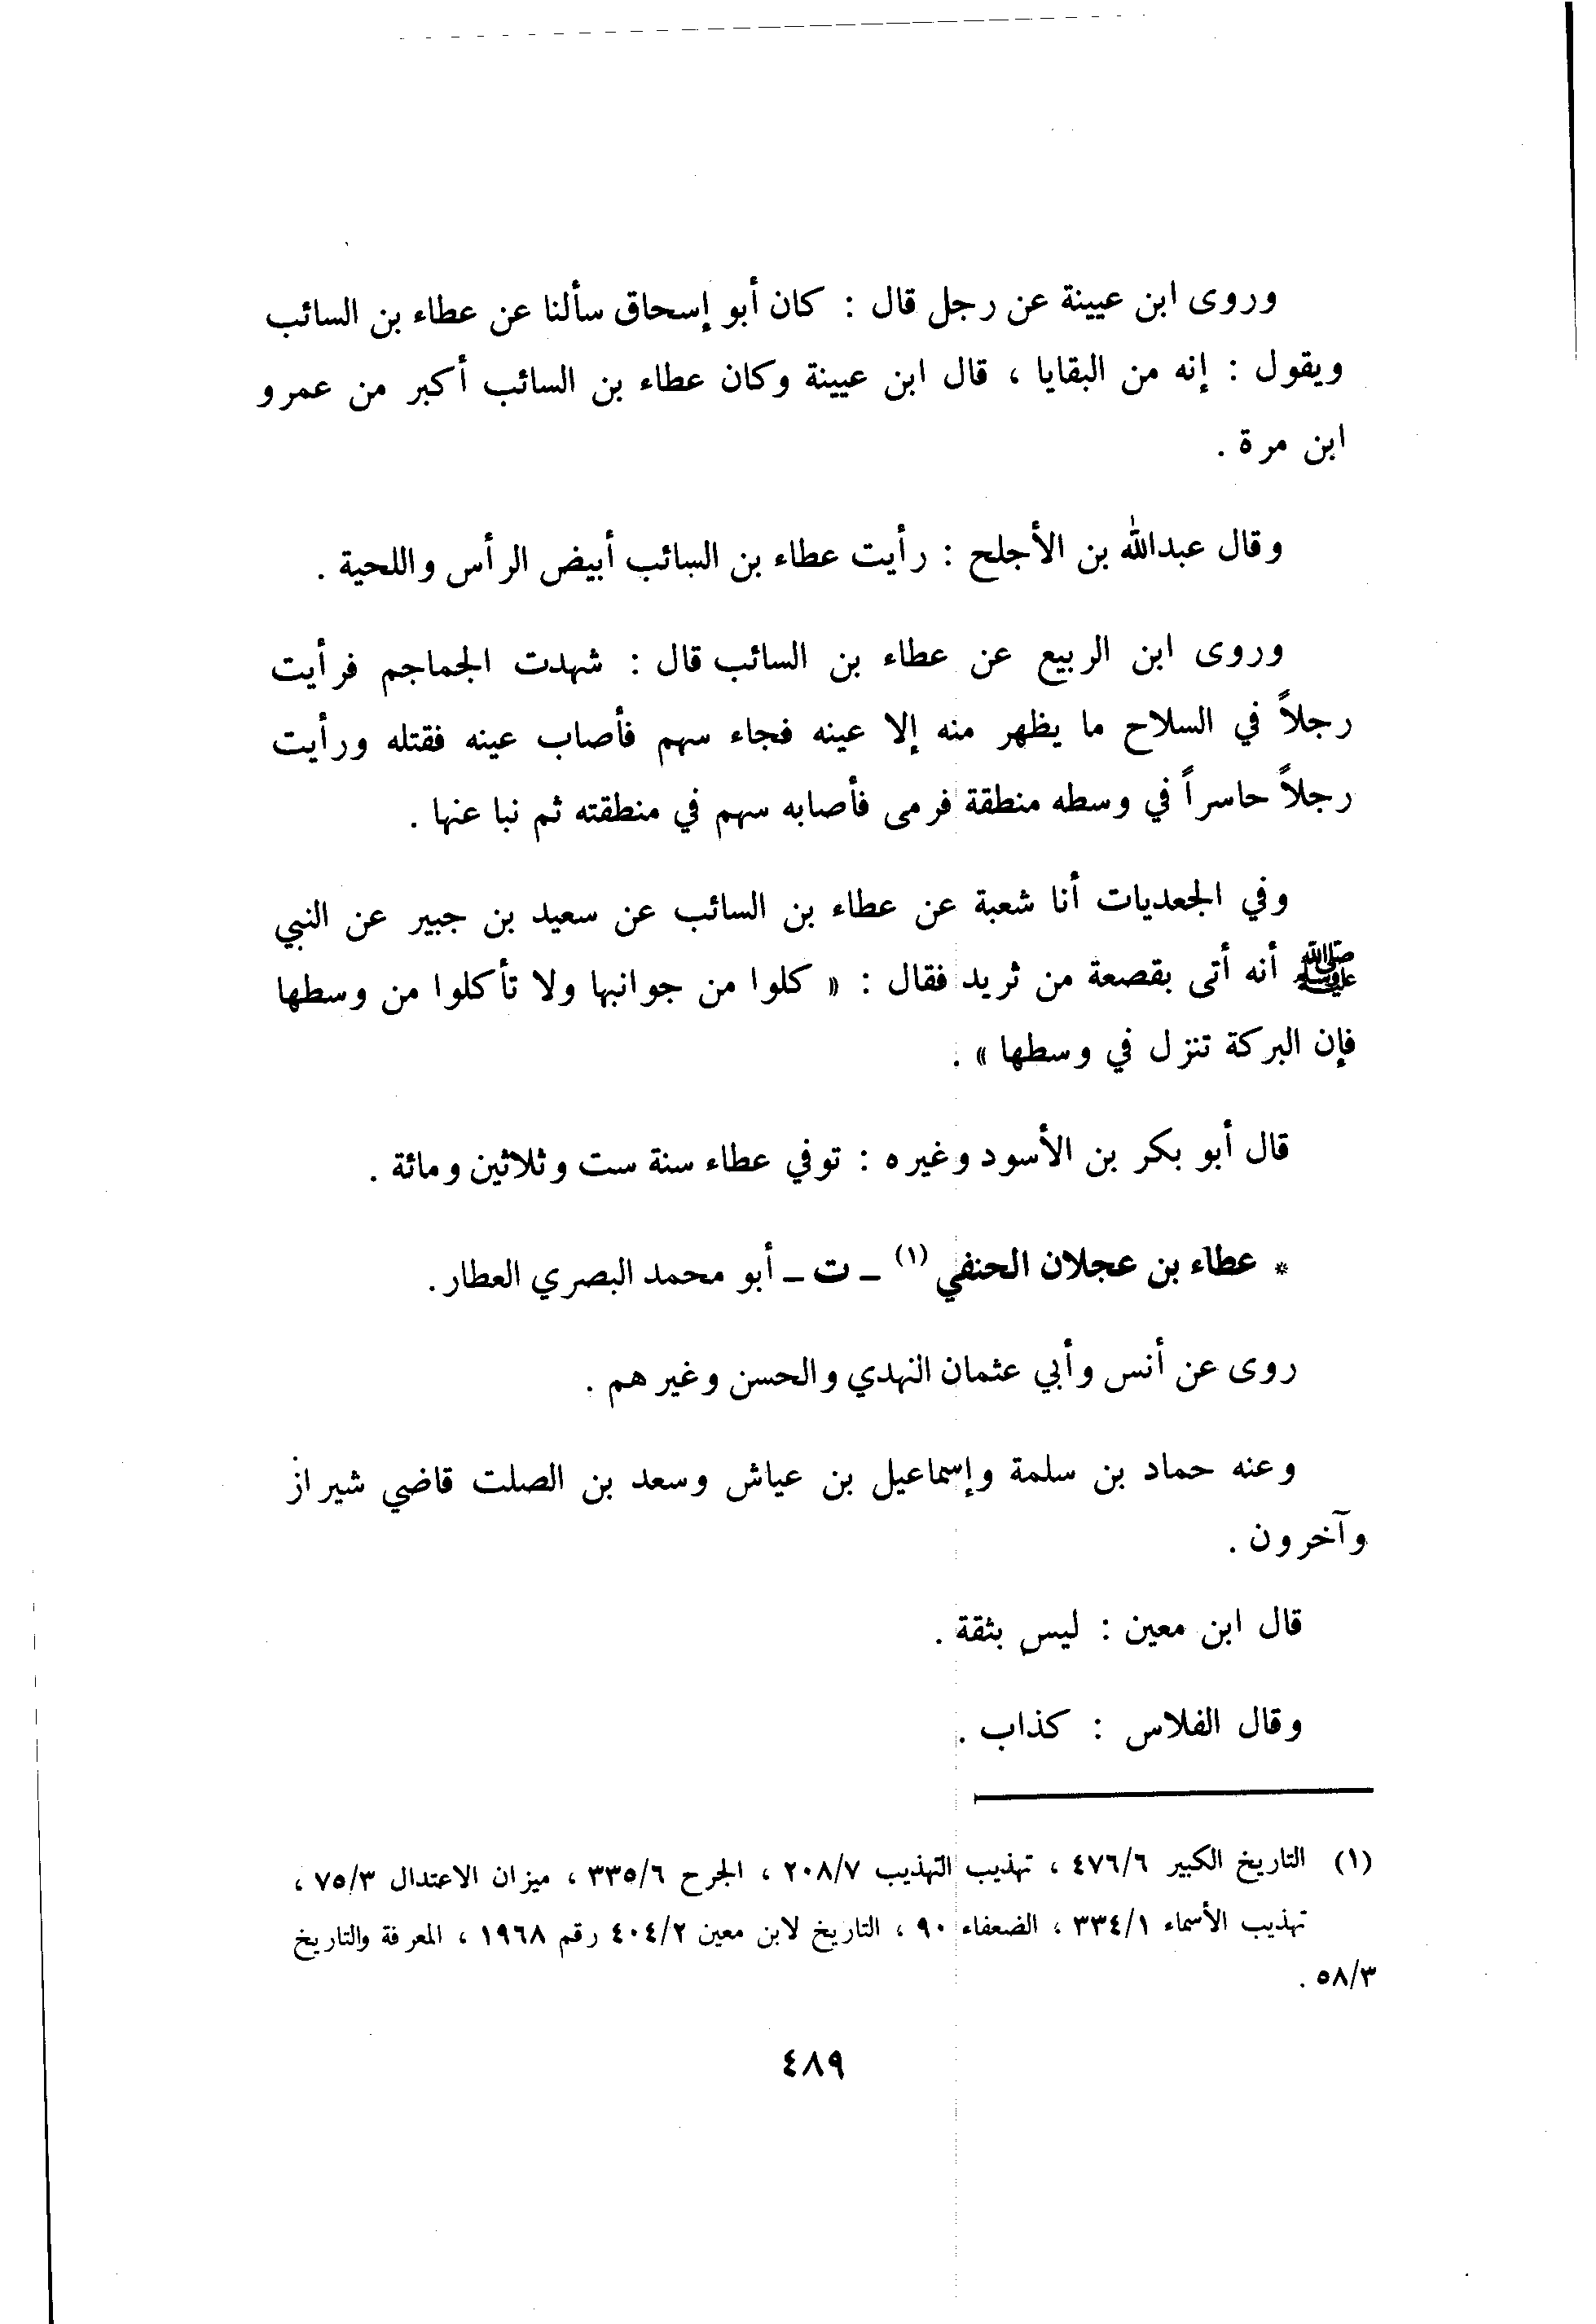 وروى ابن عيينة عن رجل قال : كان أبو إسحاق سألنا عن عطاء بن السائب
ويقول : إنه من البقايا ، قال ابن عيينة وكان عطاء بن السائب أكبر من عمرو
ابن مرة .
وقال عبدالله بن الأجلح : رأيت عطاء بن السائب أبيض الرأس واللحية .
وروى ابن الربيع عن عطاء بن السائب قال : شهدت الجماجم فرأيت
رجلاً في السلاح ما يظهر منه إلا عينه فجاء سهم فأصاب عينه فقتله ورأيت
رجلاً حاسراً في وسطه منطقة فرمى فأصابه سهم في منطقته ثم نبا عنها .
وفي الجعديات أنا شعبة عن عطاء بن السائب عن سعيد بن جبير عن النبي
ﷺ أنه أتى بقصعة من ثريد فقال : « كلوا من جوانبها ولا تأكلوا من وسطها
فإن البركة تنزل في وسطها » .
قال أبو بكر بن الأسود وغيره : توفي عطاء سنة ست وثلاثين ومائة .
* عطاء بن عجلان الحنفي (١) ـ ت ـ أبو محمد البصري العطار .
روى عن أنس وأبي عثمان النهدي والحسن وغيرهم .
وعنه حماد بن سلمة وإسماعيل بن عياش وسعد بن الصلت قاضي شيراز
وآخرون .
قال ابن معين : ليس بثقة .
وقال الفلاس : كذاب .
(١) التاريخ الكبير ٤٧٦/٦ ، تهذيب التهذيب ٢٠٨/٧ ، الجرح ٣٣٥/٦ ، ميزان الاعتدال ٧٥/٣ ،
تهذيب الأسماء ٣٣٤/١ ، الضعفاء ٩٠ ، التاريخ لابن معين ٤٠٤/٢ رقم ١٩٦٨ ، المعرفة والتاريخ
٥٨/٣ .
٤٨٩